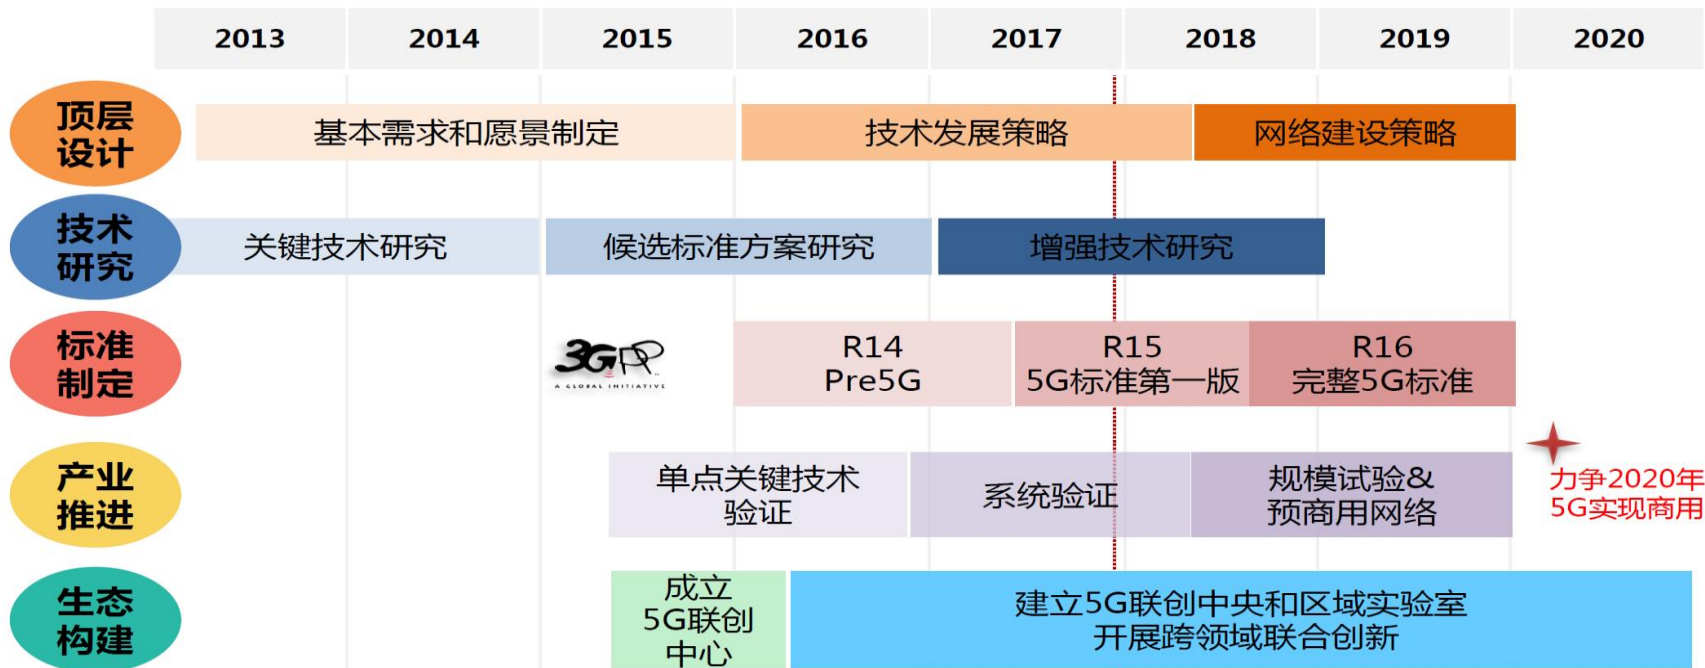 2013 2014 2015 2016 2017 2018 2019 2020
顶层
设计
基本需求和愿景制定
技术发展策略
网络建设策略
技术
研究
关键技术研究
候选标准方案研究
增强技术研究
标准
制定
3GPP
A GLOBAL INITIATIVE
R14
Pre5G
R15
5G标准第一版
R16
完整5G标准
产业
推进
单点关键技术
验证
系统验证
规模试验&
预商用网络
力争2020年
5G实现商用
生态
构建
成立
5G联创
中心
建立5G联创中央和区域实验室
开展跨领域联合创新